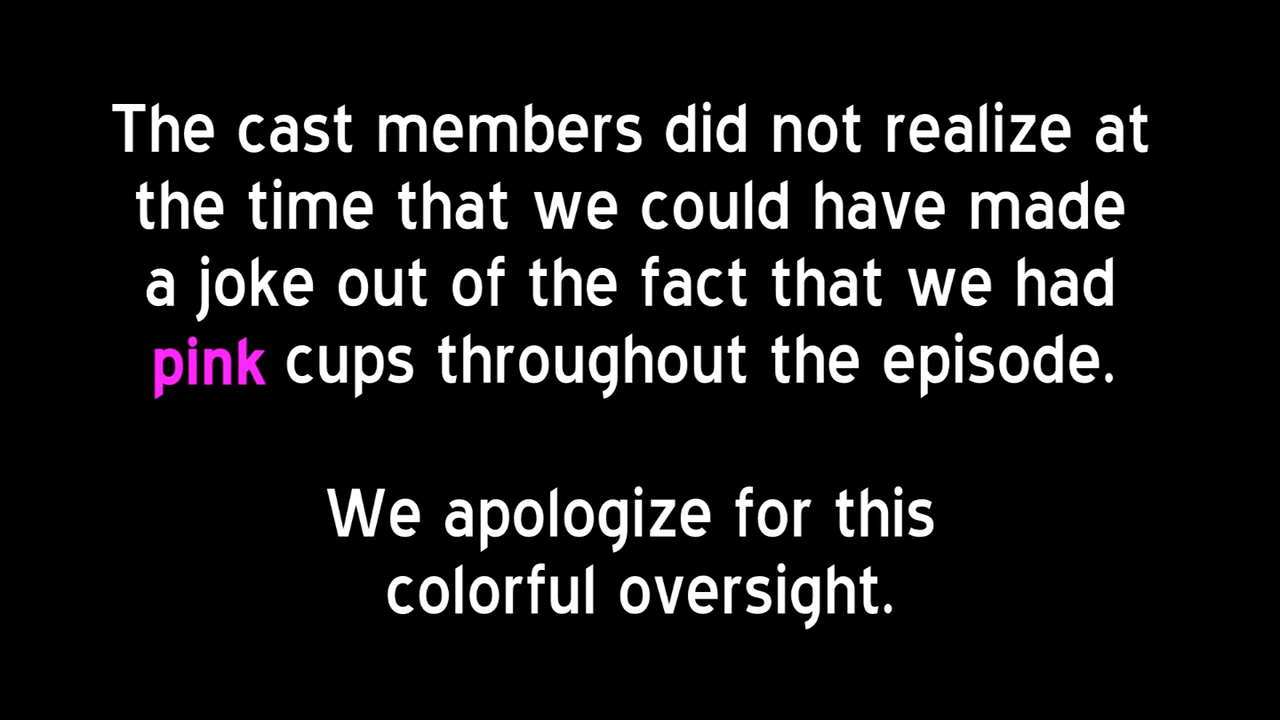 The cast members did not realize at
the time that we could have made
a joke out of the fact that we had
pink cups throughout the episode.
We apologize for this
colorful oversight.